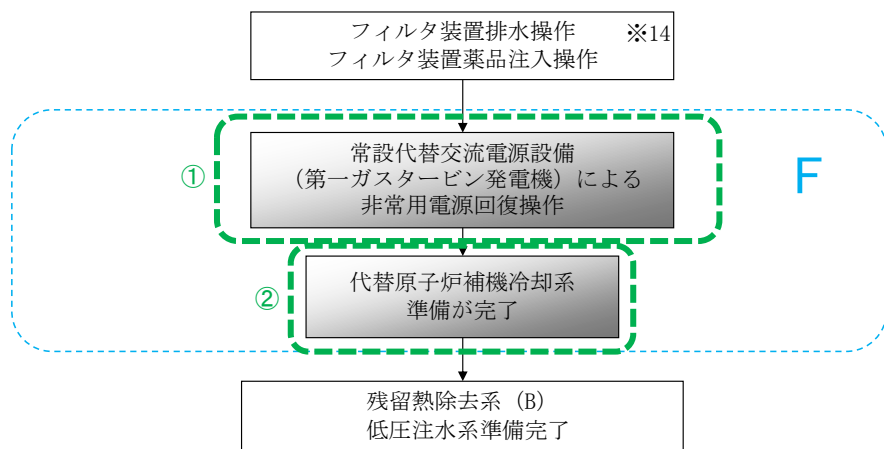 フィルタ装置排水操作 ※14
フィルタ装置薬品注入操作
①
常設代替交流電源設備
（第一ガスタービン発電機）による
非常用電源回復操作
F
②
代替原子炉補機冷却系
準備が完了
残留熱除去系 (B)
低圧注水系準備完了